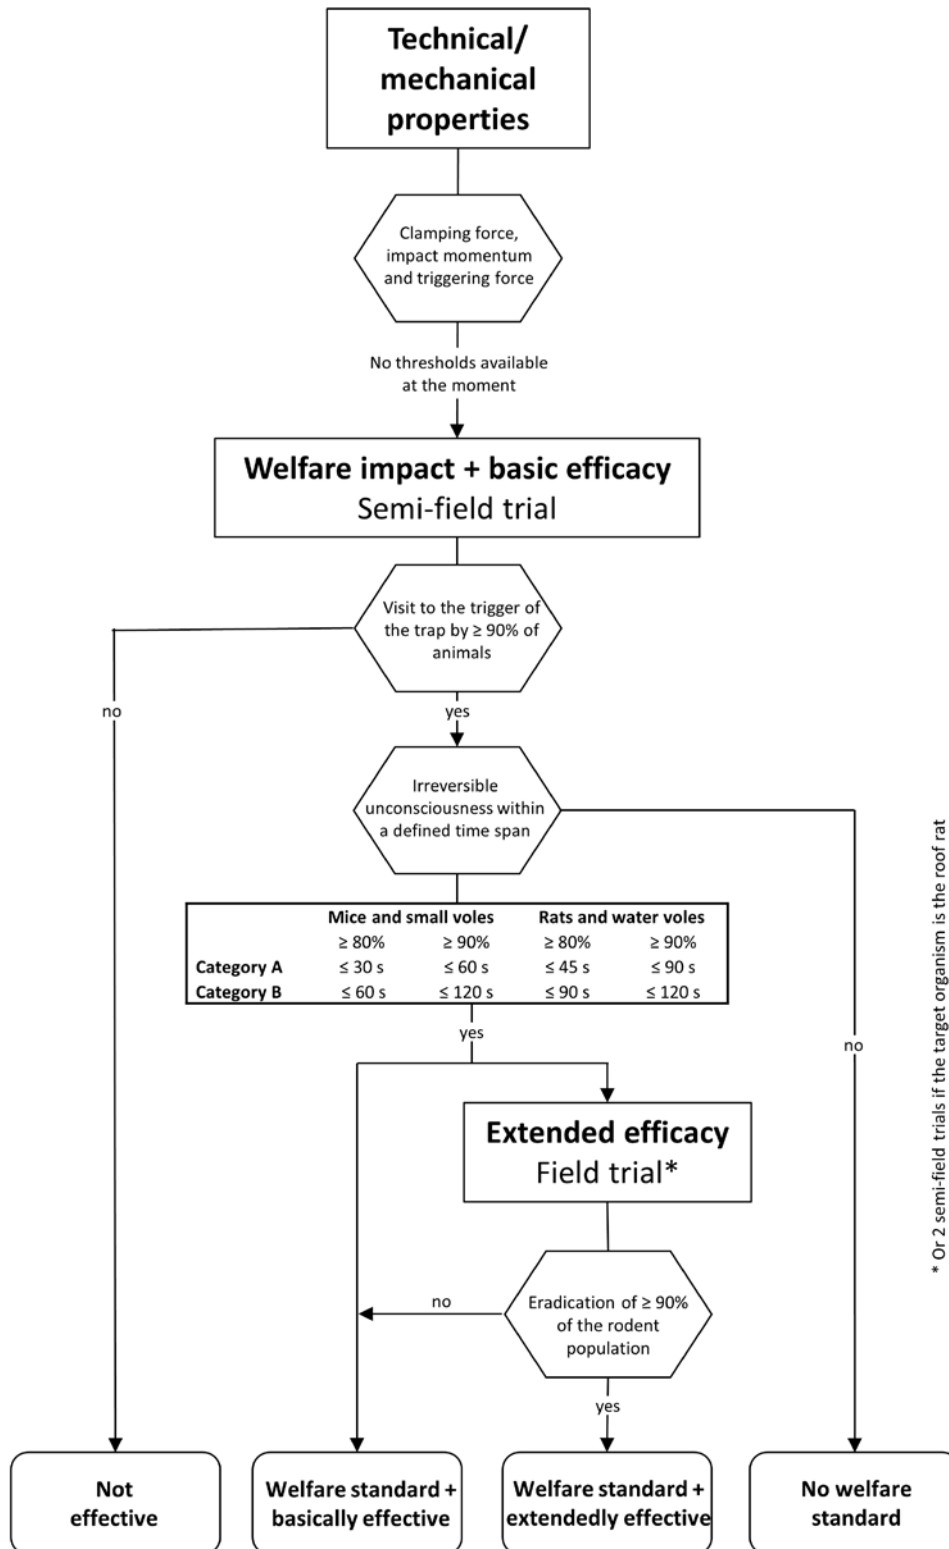 Technical/
mechanical
properties
Clamping force,
impact momentum
and triggering force
No thresholds available
at the moment
Welfare impact + basic efficacy
Semi-field trial
Visit to the trigger of
the trap by ≥ 90% of
animals
no
yes
Irreversible
unconsciousness within
a defined time span
Mice and small voles Rats and water voles
≥ 80% ≥ 90% ≥ 80% ≥ 90%
Category A ≤ 30 s ≤ 60 s ≤ 45 s ≤ 90 s
Category B ≤ 60 s ≤ 120 s ≤ 90 s ≤ 120 s
yes
no
Extended efficacy
Field trial*
Eradication of ≥ 90%
of the rodent
population
no
yes
Not
effective
Welfare standard +
basically effective
Welfare standard +
extendedly effective
No welfare
standard
* Or 2 semi-field trials if the target organism is the roof rat